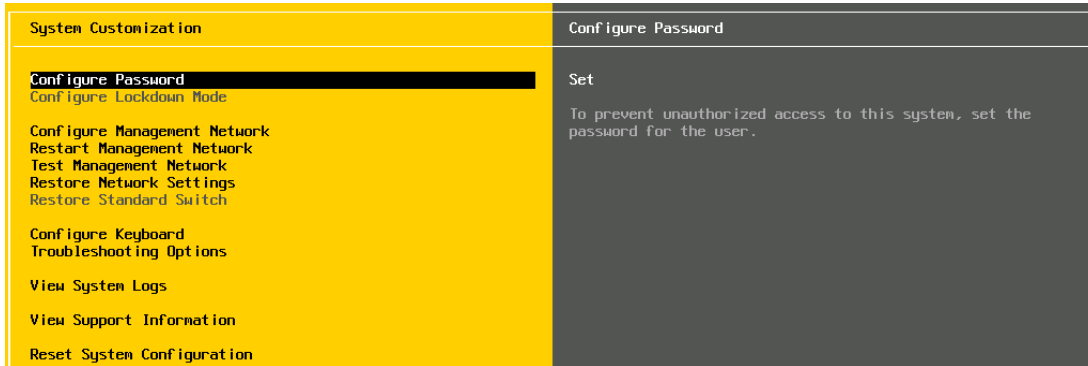 System Customization
Configure Password
Configure Lockdown Mode
Configure Management Network
Restart Management Network
Test Management Network
Restore Network Settings
Restore Standard Switch
Configure Keyboard
Troubleshooting Options
View System Logs
View Support Information
Reset System Configuration
Configure Password
Set
To prevent unauthorized access to this system, set the
password for the user.